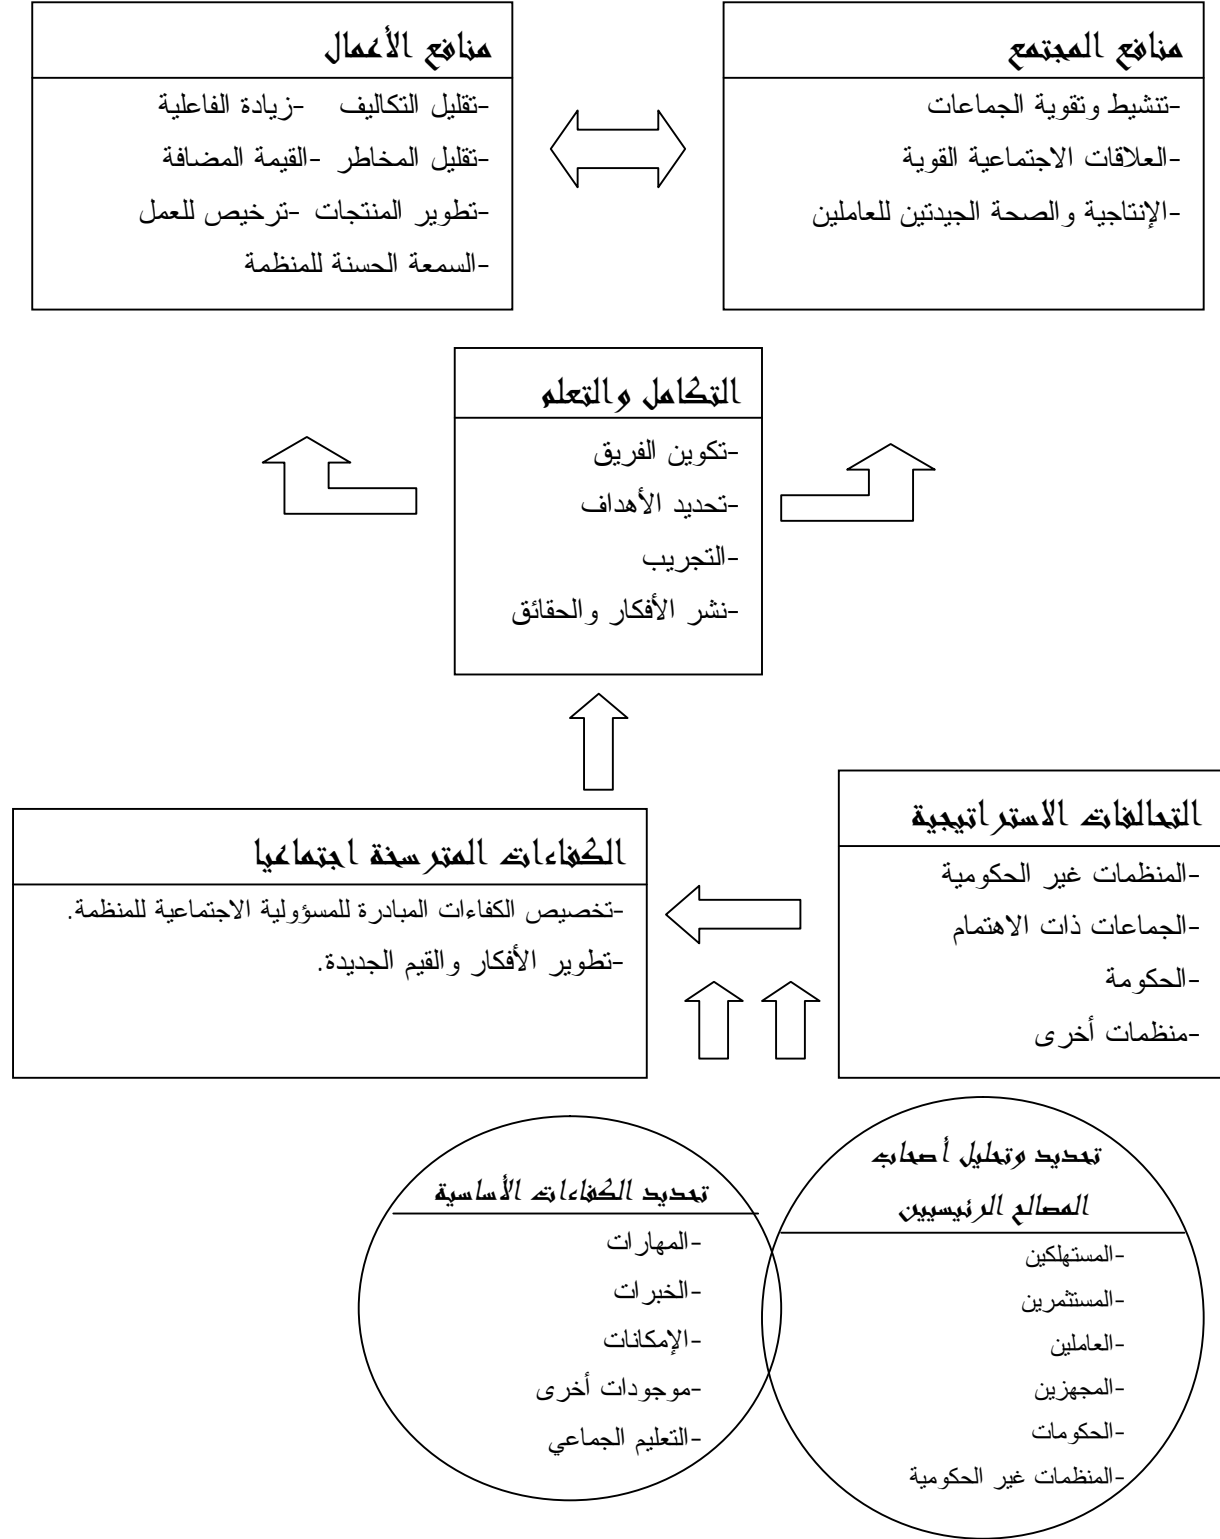 منافع المجتمع
-تنشيط وتقوية الجماعات
-العلاقات الاجتماعية القوية
-الإنتاجية والصحة الجيدتين للعاملين
منافع الأعمال
-تقليل التكاليف -زيادة الفاعلية
-تقليل المخاطر -القيمة المضافة
-تطوير المنتجات -ترخيص للعمل
-السمعة الحسنة للمنظمة
التكامل والتعلم
-تكوين الفريق
-تحديد الأهداف
-التجريب
-نشر الأفكار والحقائق
التحالفات الاستراتيجية
-المنظمات غير الحكومية
-الجماعات ذات الاهتمام
-الحكومة
-منظمات أخرى
الكفاءات المترسخة اجتماعيا
-تخصيص الكفاءات المبادرة للمسؤولية الاجتماعية للمنظمة.
-تطوير الأفكار والقيم الجديدة.
تحديد وتحليل أصحاب
المصالح الرئيسيين
-المستهلكين
-المستثمرين
-العاملين
-المجهزين
-الحكومات
-المنظمات غير الحكومية
تحديد الكفاءات الأساسية
-المهارات
-الخبرات
-الإمكانات
-موجودات أخرى
-التعليم الجماعي